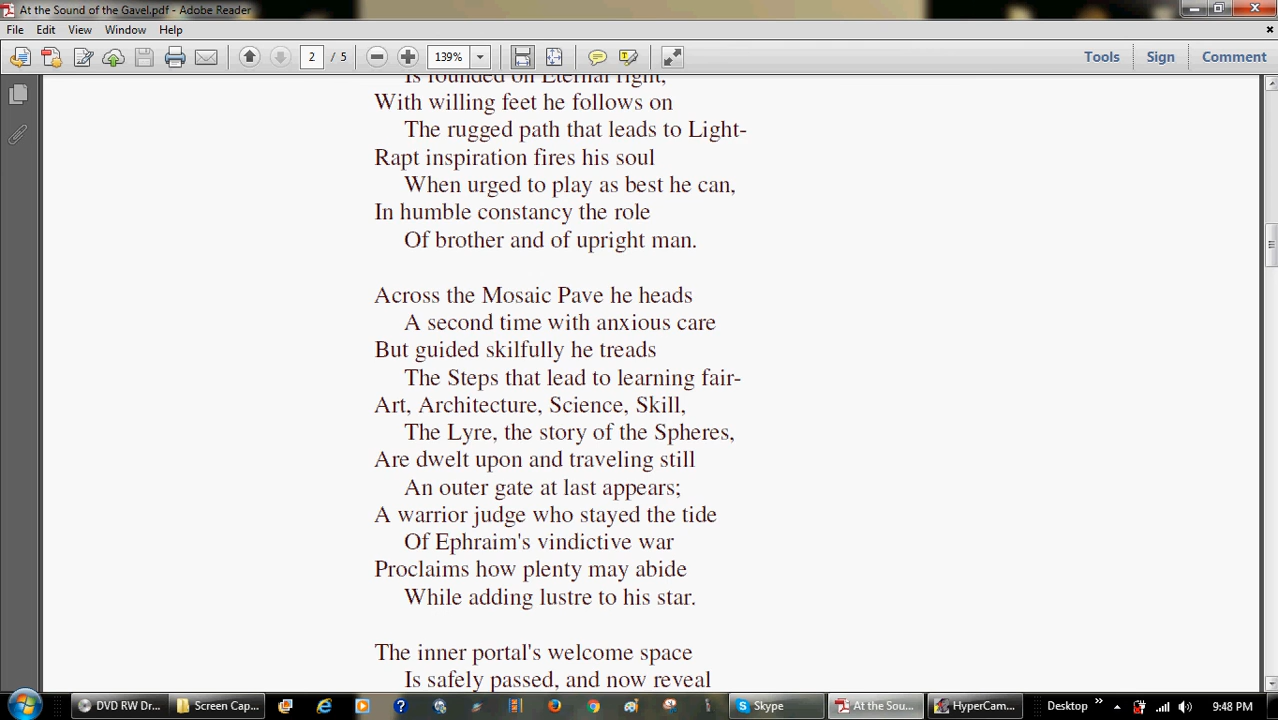 At the Sound of the Gavel.pdf - Adobe Reader
File Edit View Window Help
2 / 5 139% Tools Sign Comment
Is founded on Eternal right,
With willing feet he follows on
The rugged path that leads to Light-
Rapt inspiration fires his soul
When urged to play as best he can,
In humble constancy the role
Of brother and of upright man.
Across the Mosaic Pave he heads
A second time with anxious care
But guided skilfully he treads
The Steps that lead to learning fair-
Art, Architecture, Science, Skill,
The Lyre, the story of the Spheres,
Are dwelt upon and traveling still
An outer gate at last appears;
A warrior judge who stayed the tide
Of Ephraim's vindictive war
Proclaims how plenty may abide
While adding lustre to his star.
The inner portal's welcome space
Is safely passed, and now reveal
DVD RW Dr... Screen Cap... Skype At the Sou... HyperCam... Desktop » 9:48 PM